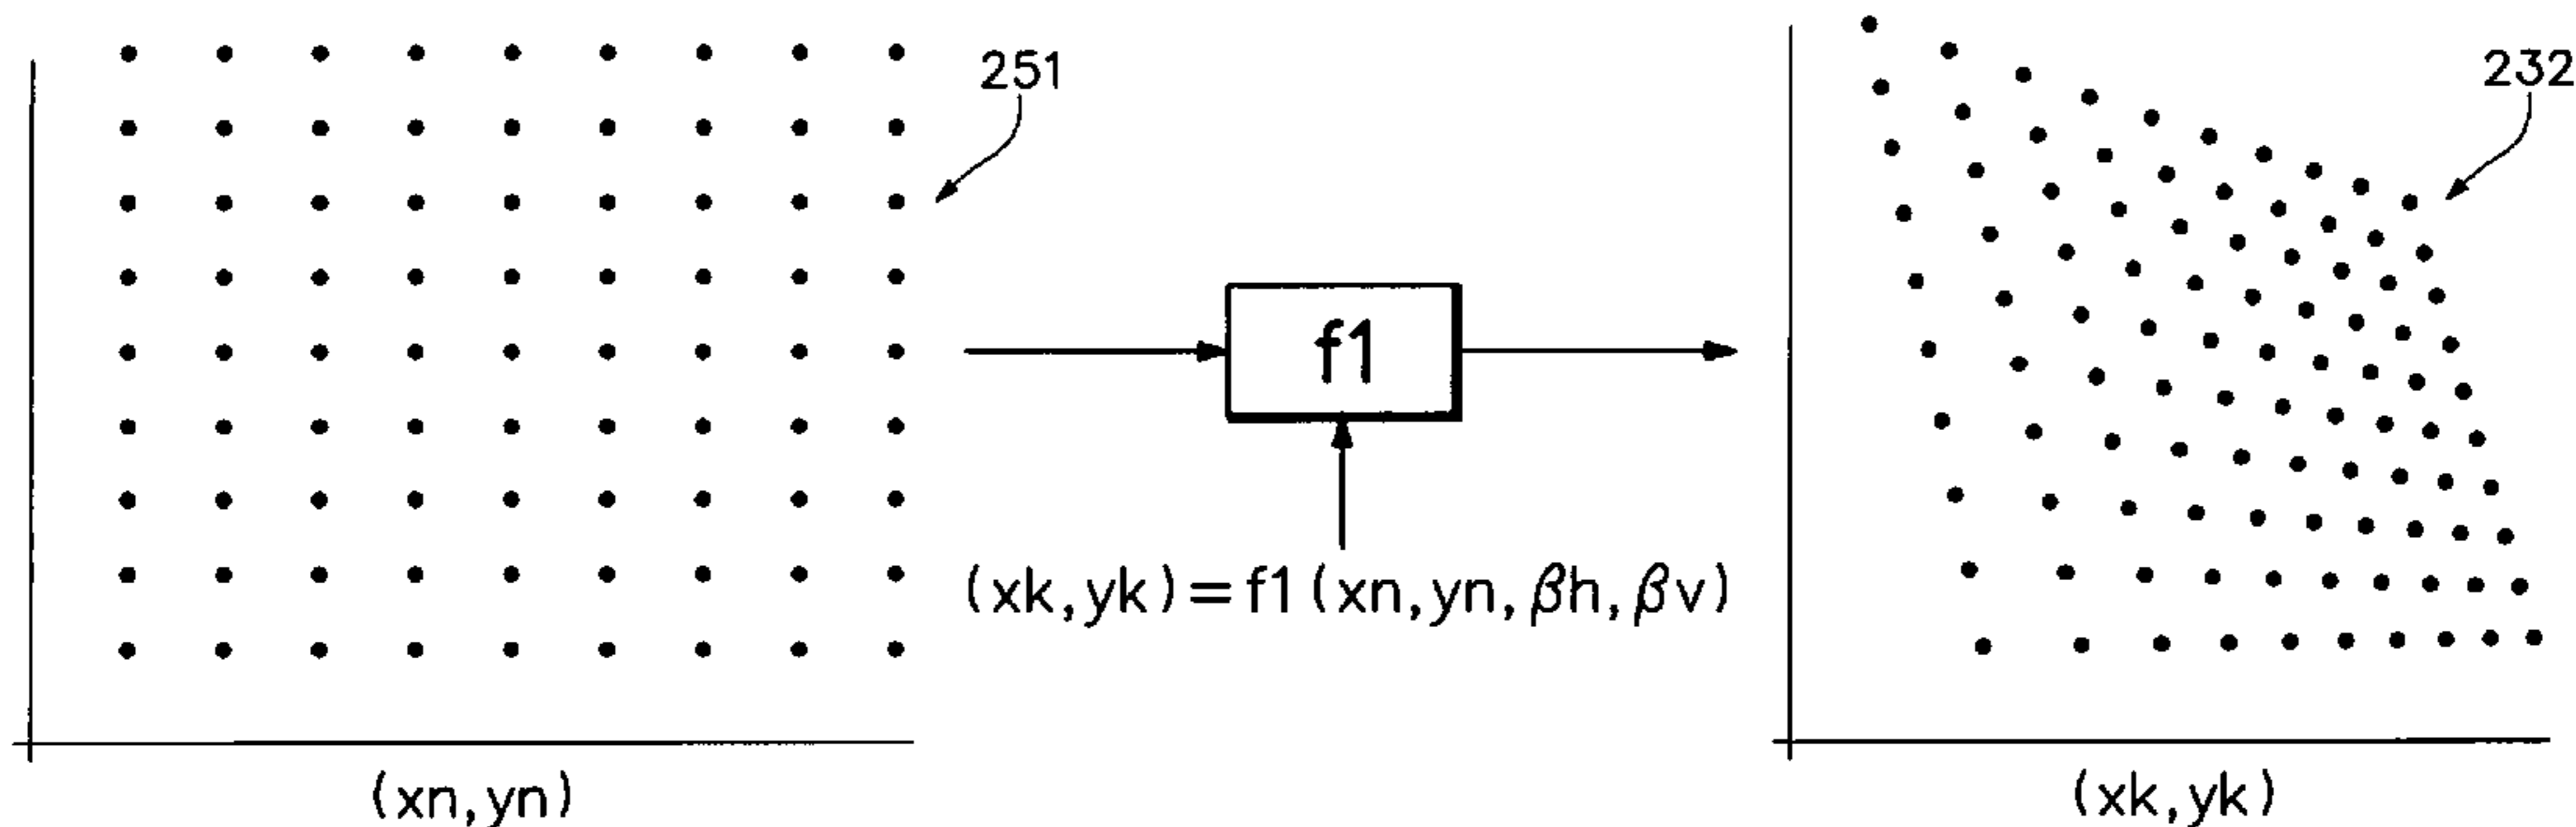 251
232
f1
(xk,yk)=f1(xn,yn,βh,βv)
(xn,yn)
(xk,yk)